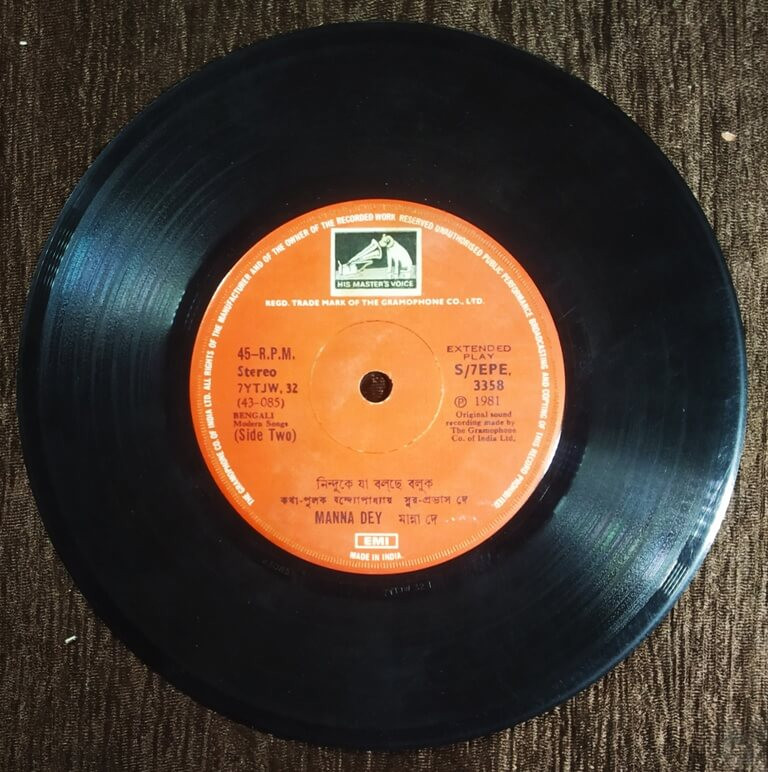 THE GRAMOPHONE CO. OF INDIA LTD. ALL RIGHTS OF THE MANUFACTURER AND OF THE OWNER OF THE RECORDED WORK RESERVED UNAUTHORISED PUBLIC PERFORMANCE BROADCASTING AND COPYING OF THIS RECORD PROHIBITED
HIS MASTER'S VOICE
REGD. TRADE MARK OF THE GRAMOPHONE CO., LTD.
45-R.P.M.
Stereo
7YTJW, 32
(43-085)
BENGALI
Modern Songs
(Side Two)
EXTENDED
PLAY
S/7EPE,
3358
Ⓟ 1981
Original sound
recording made by
The Gramophone
Co. of India Ltd,
নিন্দুকে যা বলছে বলুক
কথা-পুলক বন্দ্যোপাধ্যায় সুর-প্রভাস দে
MANNA DEY মান্না দে
EMI
MADE IN INDIA
7YTJW 32